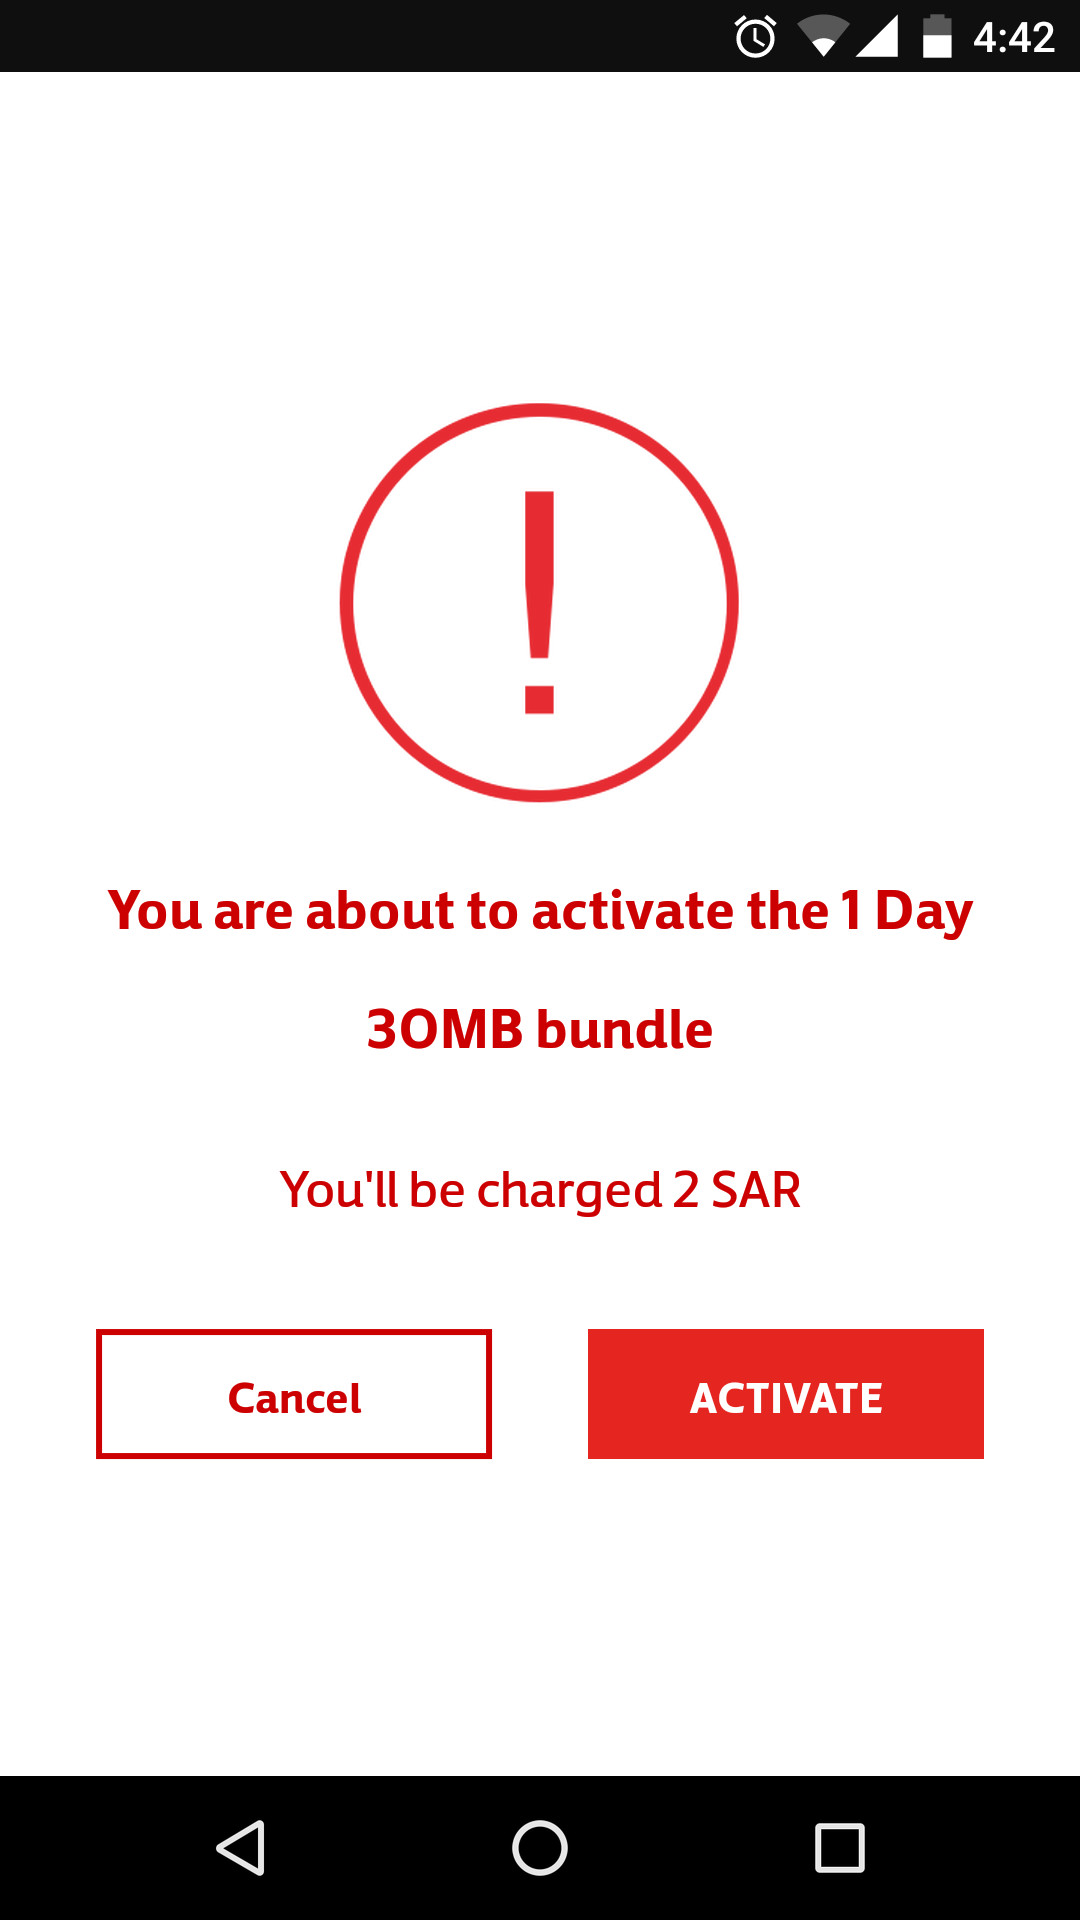 4:42
You are about to activate the 1 Day
30MB bundle
You'll be charged 2 SAR
Cancel
ACTIVATE